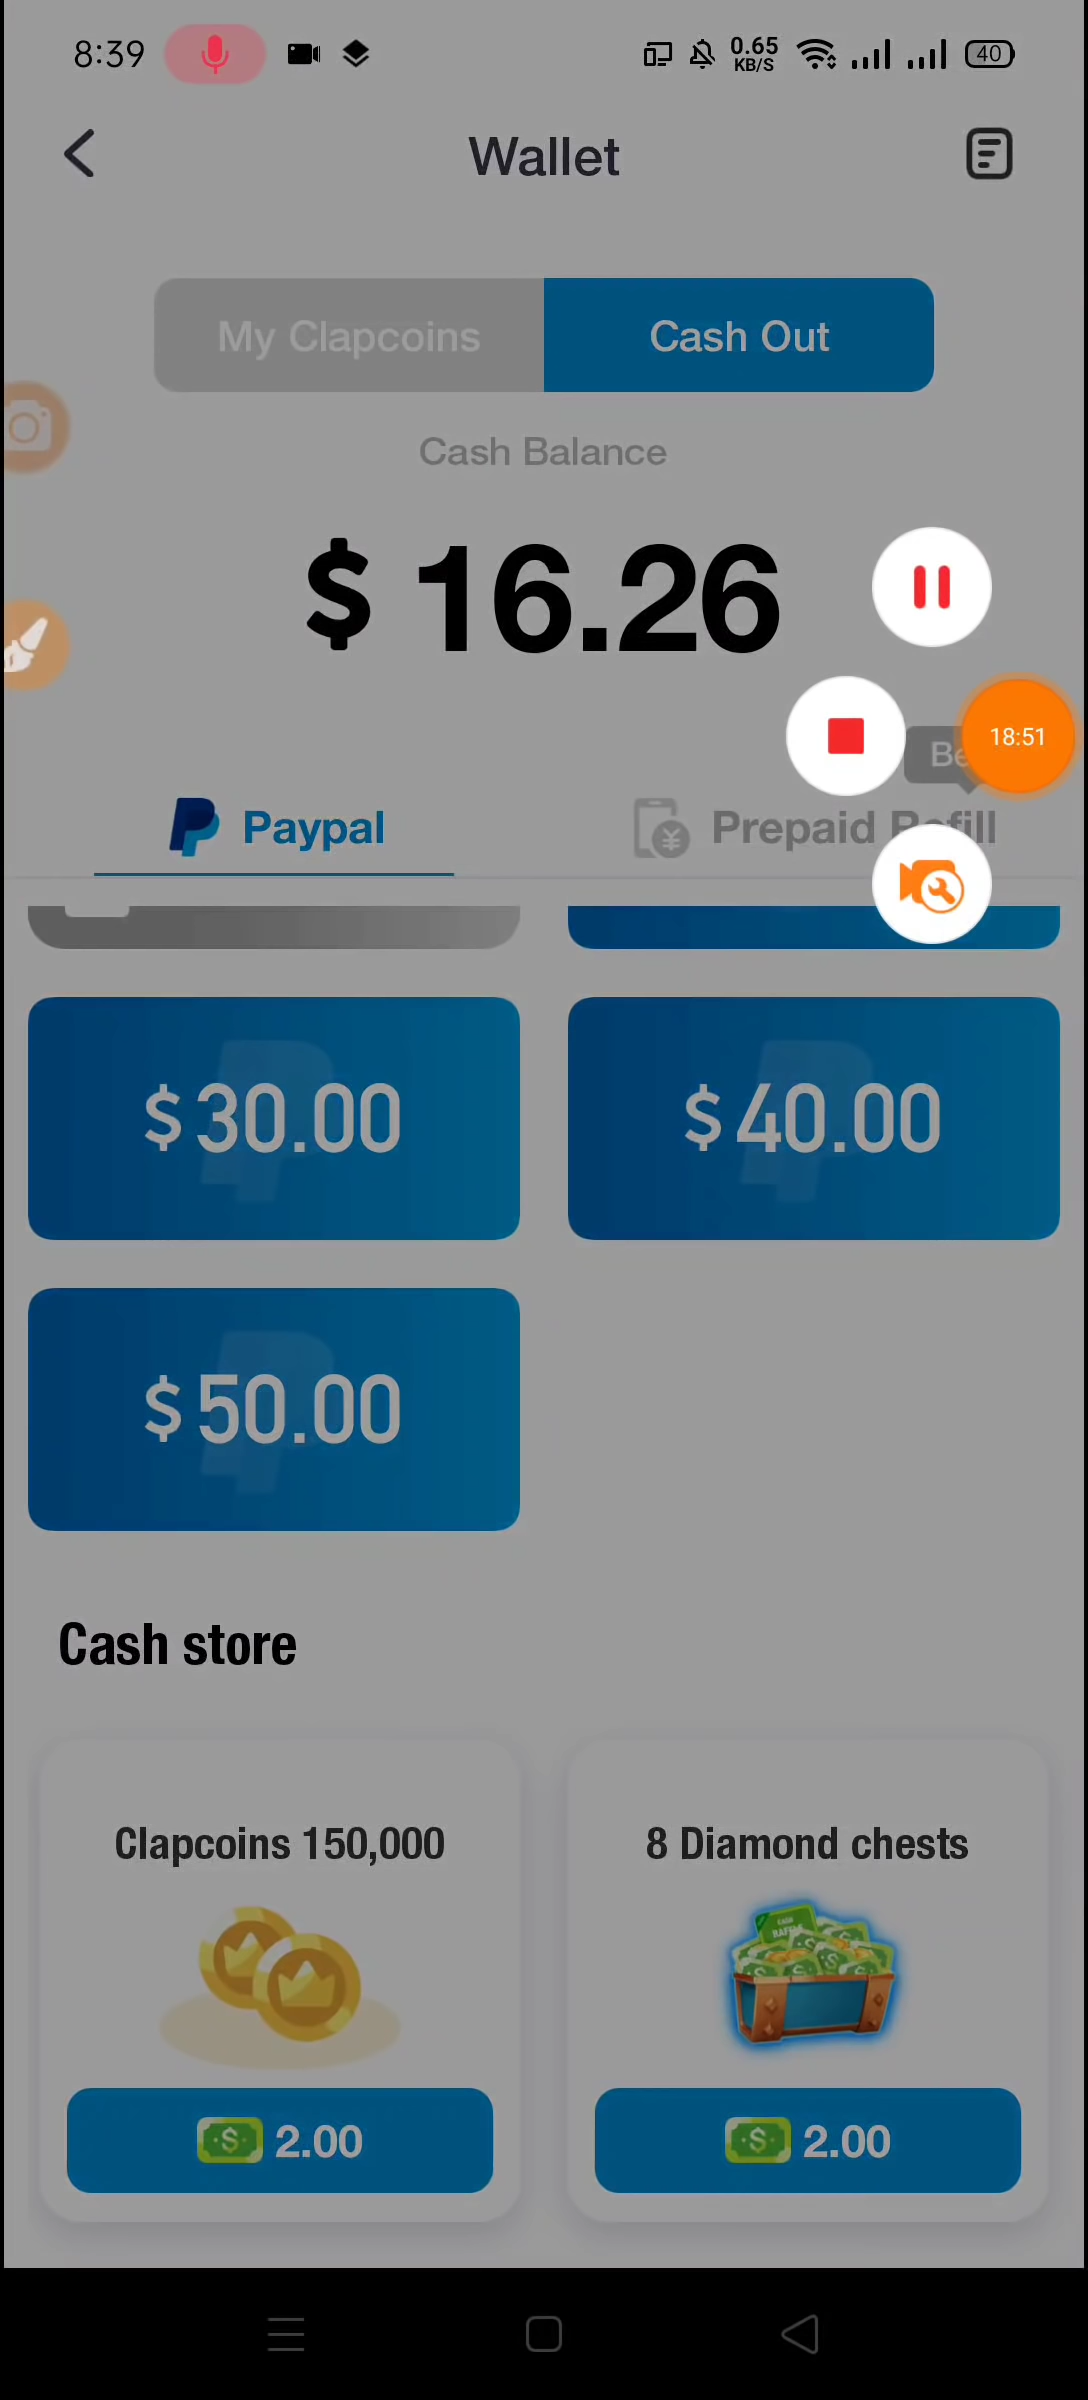 8:39
0.65
KB/S
40
Wallet
My Clapcoins
Cash Out
Cash Balance
$ 16.26
18:51
Paypal
Prepaid
$30.00
$40.00
$50.00
Cash store
Clapcoins 150,000
8 Diamond chests
CASH
2.00
2.00